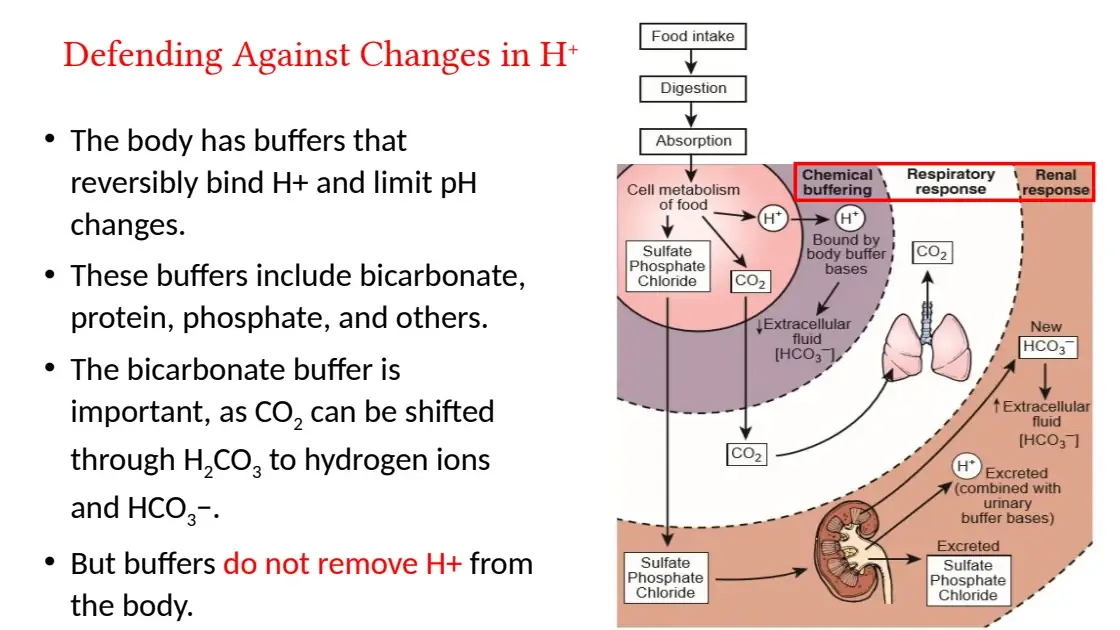 Defending Against Changes in H⁺
• The body has buffers that
reversibly bind H+ and limit pH
changes.
• These buffers include bicarbonate,
protein, phosphate, and others.
• The bicarbonate buffer is
important, as CO₂ can be shifted
through H₂CO₃ to hydrogen ions
and HCO₃−.
• But buffers do not remove H+ from
the body.
Food intake
Digestion
Absorption
Cell metabolism
of food
Sulfate
Phosphate
Chloride
CO₂
H⁺
Chemical
buffering
H⁺
Bound by
body buffer
bases
↓Extracellular
fluid
[HCO₃⁻]
Respiratory
response
CO₂
CO₂
Renal
response
New
HCO₃⁻
↑Extracellular
fluid
[HCO₃⁻]
H⁺ Excreted
(combined with
urinary
buffer bases)
Excreted
Sulfate
Phosphate
Chloride
Sulfate
Phosphate
Chloride